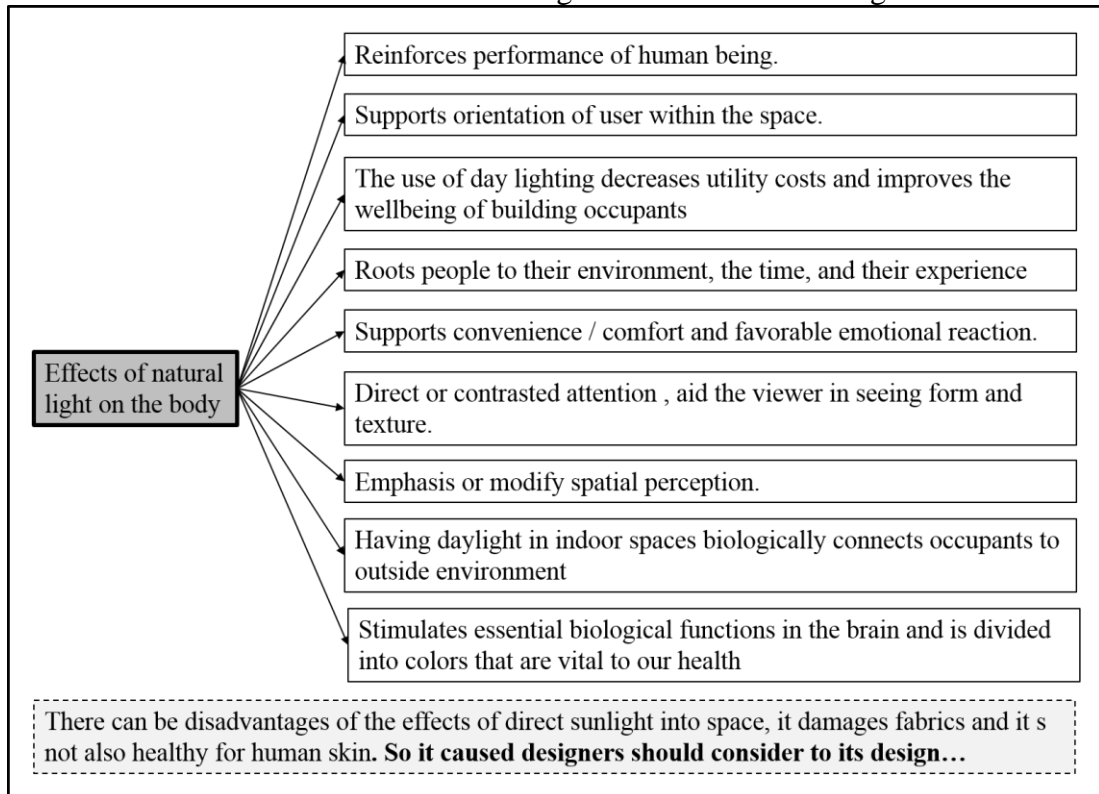 Reinforces performance of human being.
Supports orientation of user within the space.
The use of day lighting decreases utility costs and improves the
wellbeing of building occupants
Roots people to their environment, the time, and their experience
Supports convenience / comfort and favorable emotional reaction.
Effects of natural
light on the body
Direct or contrasted attention , aid the viewer in seeing form and
texture.
Emphasis or modify spatial perception.
Having daylight in indoor spaces biologically connects occupants to
outside environment
Stimulates essential biological functions in the brain and is divided
into colors that are vital to our health
There can be disadvantages of the effects of direct sunlight into space, it damages fabrics and it s
not also healthy for human skin. So it caused designers should consider to its design…